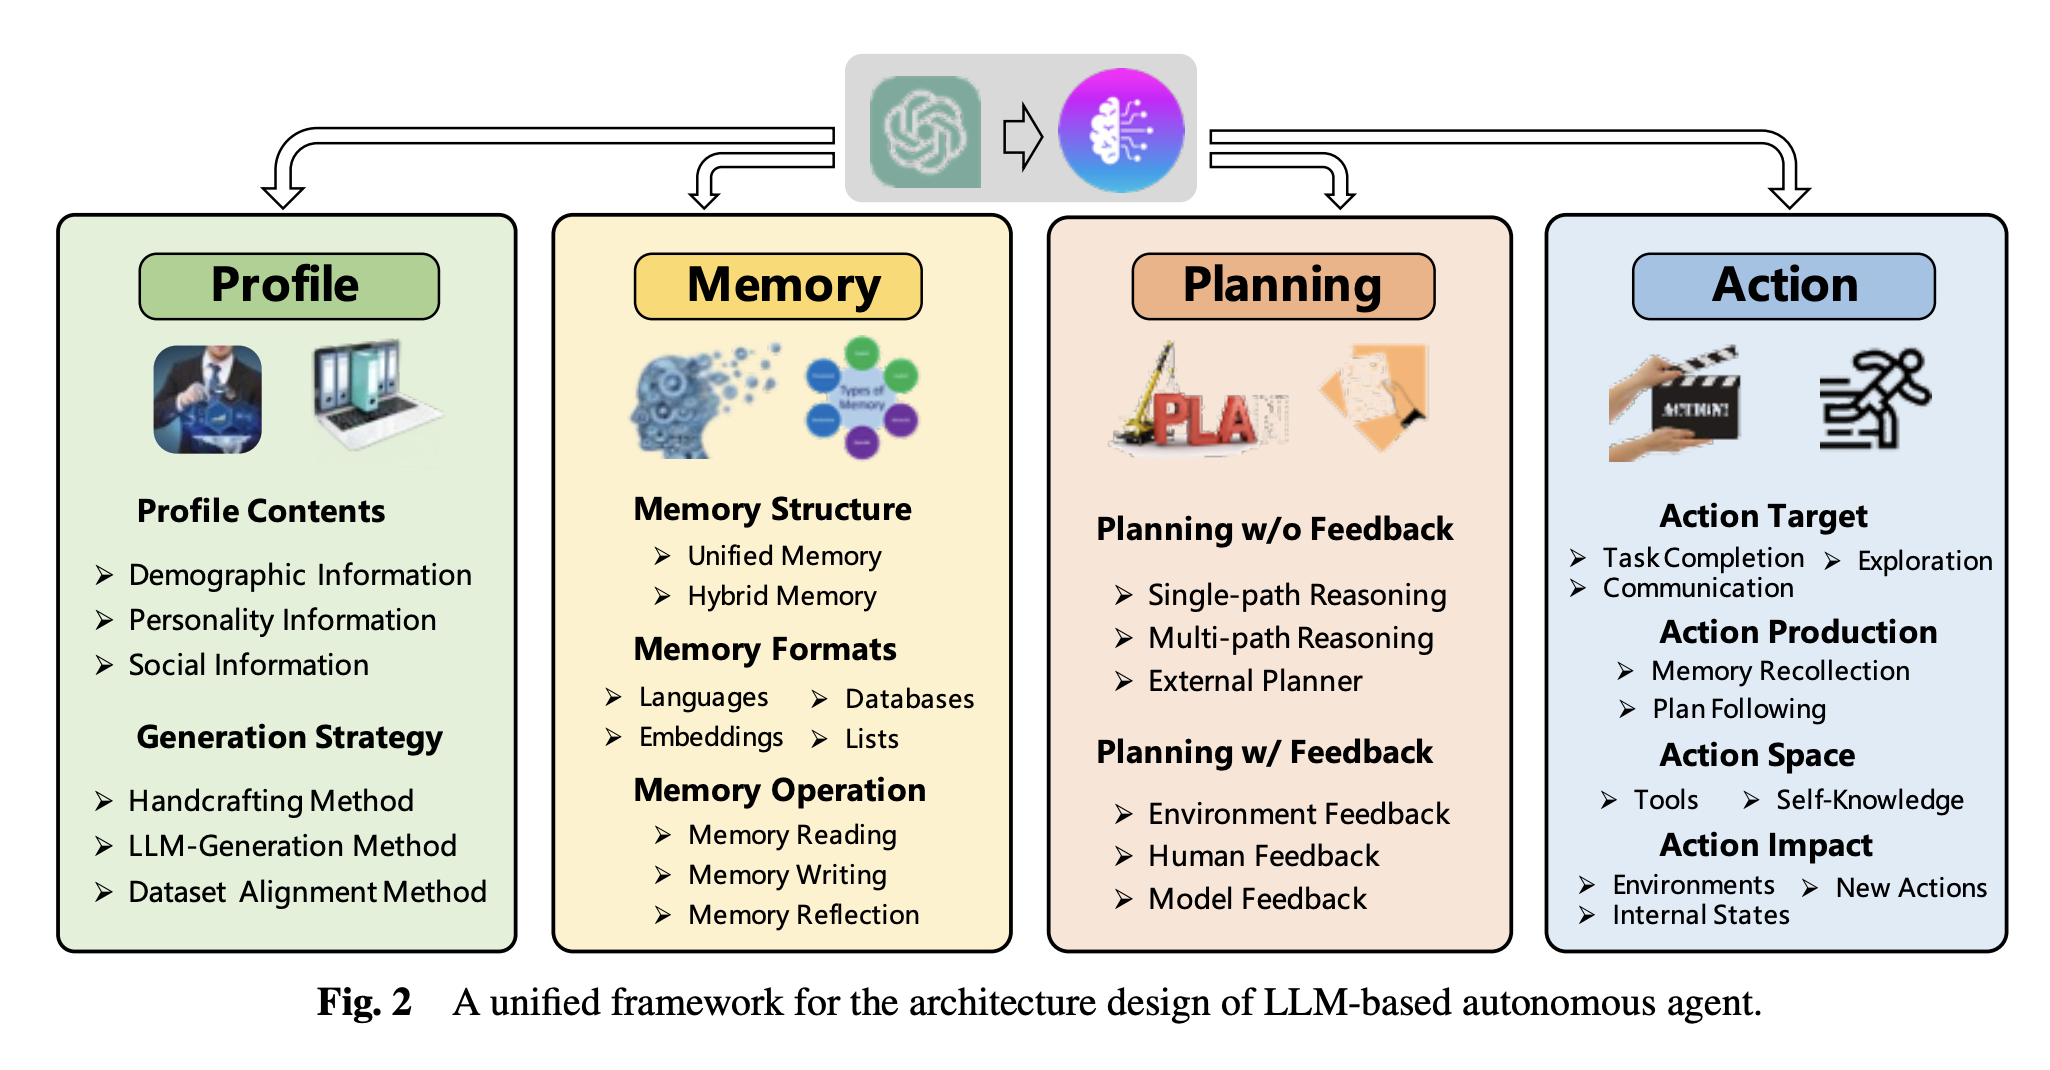 Profile
Profile Contents
Demographic Information
Personality Information
Social Information
Generation Strategy
Handcrafting Method
LLM-Generation Method
Dataset Alignment Method
Memory
Types of
Memory
Memory Structure
Unified Memory
Hybrid Memory
Memory Formats
Languages
Databases
Embeddings
Lists
Memory Operation
Memory Reading
Memory Writing
Memory Reflection
Planning
PLAN
Planning w/o Feedback
Single-path Reasoning
Multi-path Reasoning
External Planner
Planning w/ Feedback
Environment Feedback
Human Feedback
Model Feedback
Action
ACTION!
Action Target
Task Completion
Exploration
Communication
Action Production
Memory Recollection
Plan Following
Action Space
Tools
Self-Knowledge
Action Impact
Environments
New Actions
Internal States
Fig. 2 A unified framework for the architecture design of LLM-based autonomous agent.